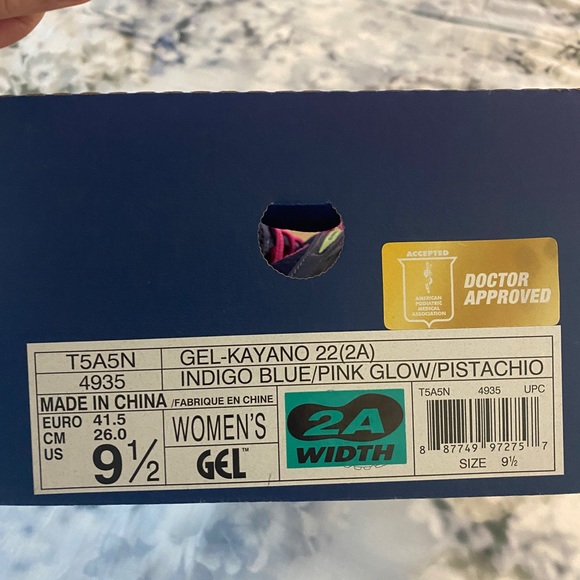 ACCEPTED
AMERICAN
PODIATRIC
MEDICAL
ASSOCIATION
DOCTOR
APPROVED
T5A5N GEL-KAYANO 22(2A)
4935 INDIGO BLUE/PINK GLOW/PISTACHIO
MADE IN CHINA /FABRIQUE EN CHINE
EURO 41.5
CM 26.0
US 9½
WOMEN'S
GEL™
2A
WIDTH
T5A5N 4935 UPC
8 87749 97275 7
SIZE 9½